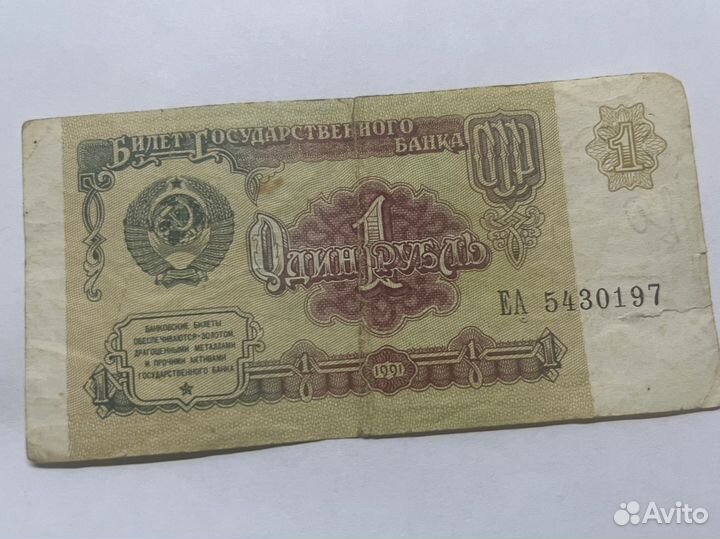 Билет Государственного
Банка
1
Один Рубль
1
ЕА 5430197
БАНКОВСКИЕ БИЛЕТЫ
ОБЕСПЕЧИВАЮТСЯ ЗОЛОТОМ,
ДРАГОЦЕННЫМИ МЕТАЛЛАМИ
И ПРОЧИМИ АКТИВАМИ
ГОСУДАРСТВЕННОГО БАНКА
1 1 1991 1 1
Avito